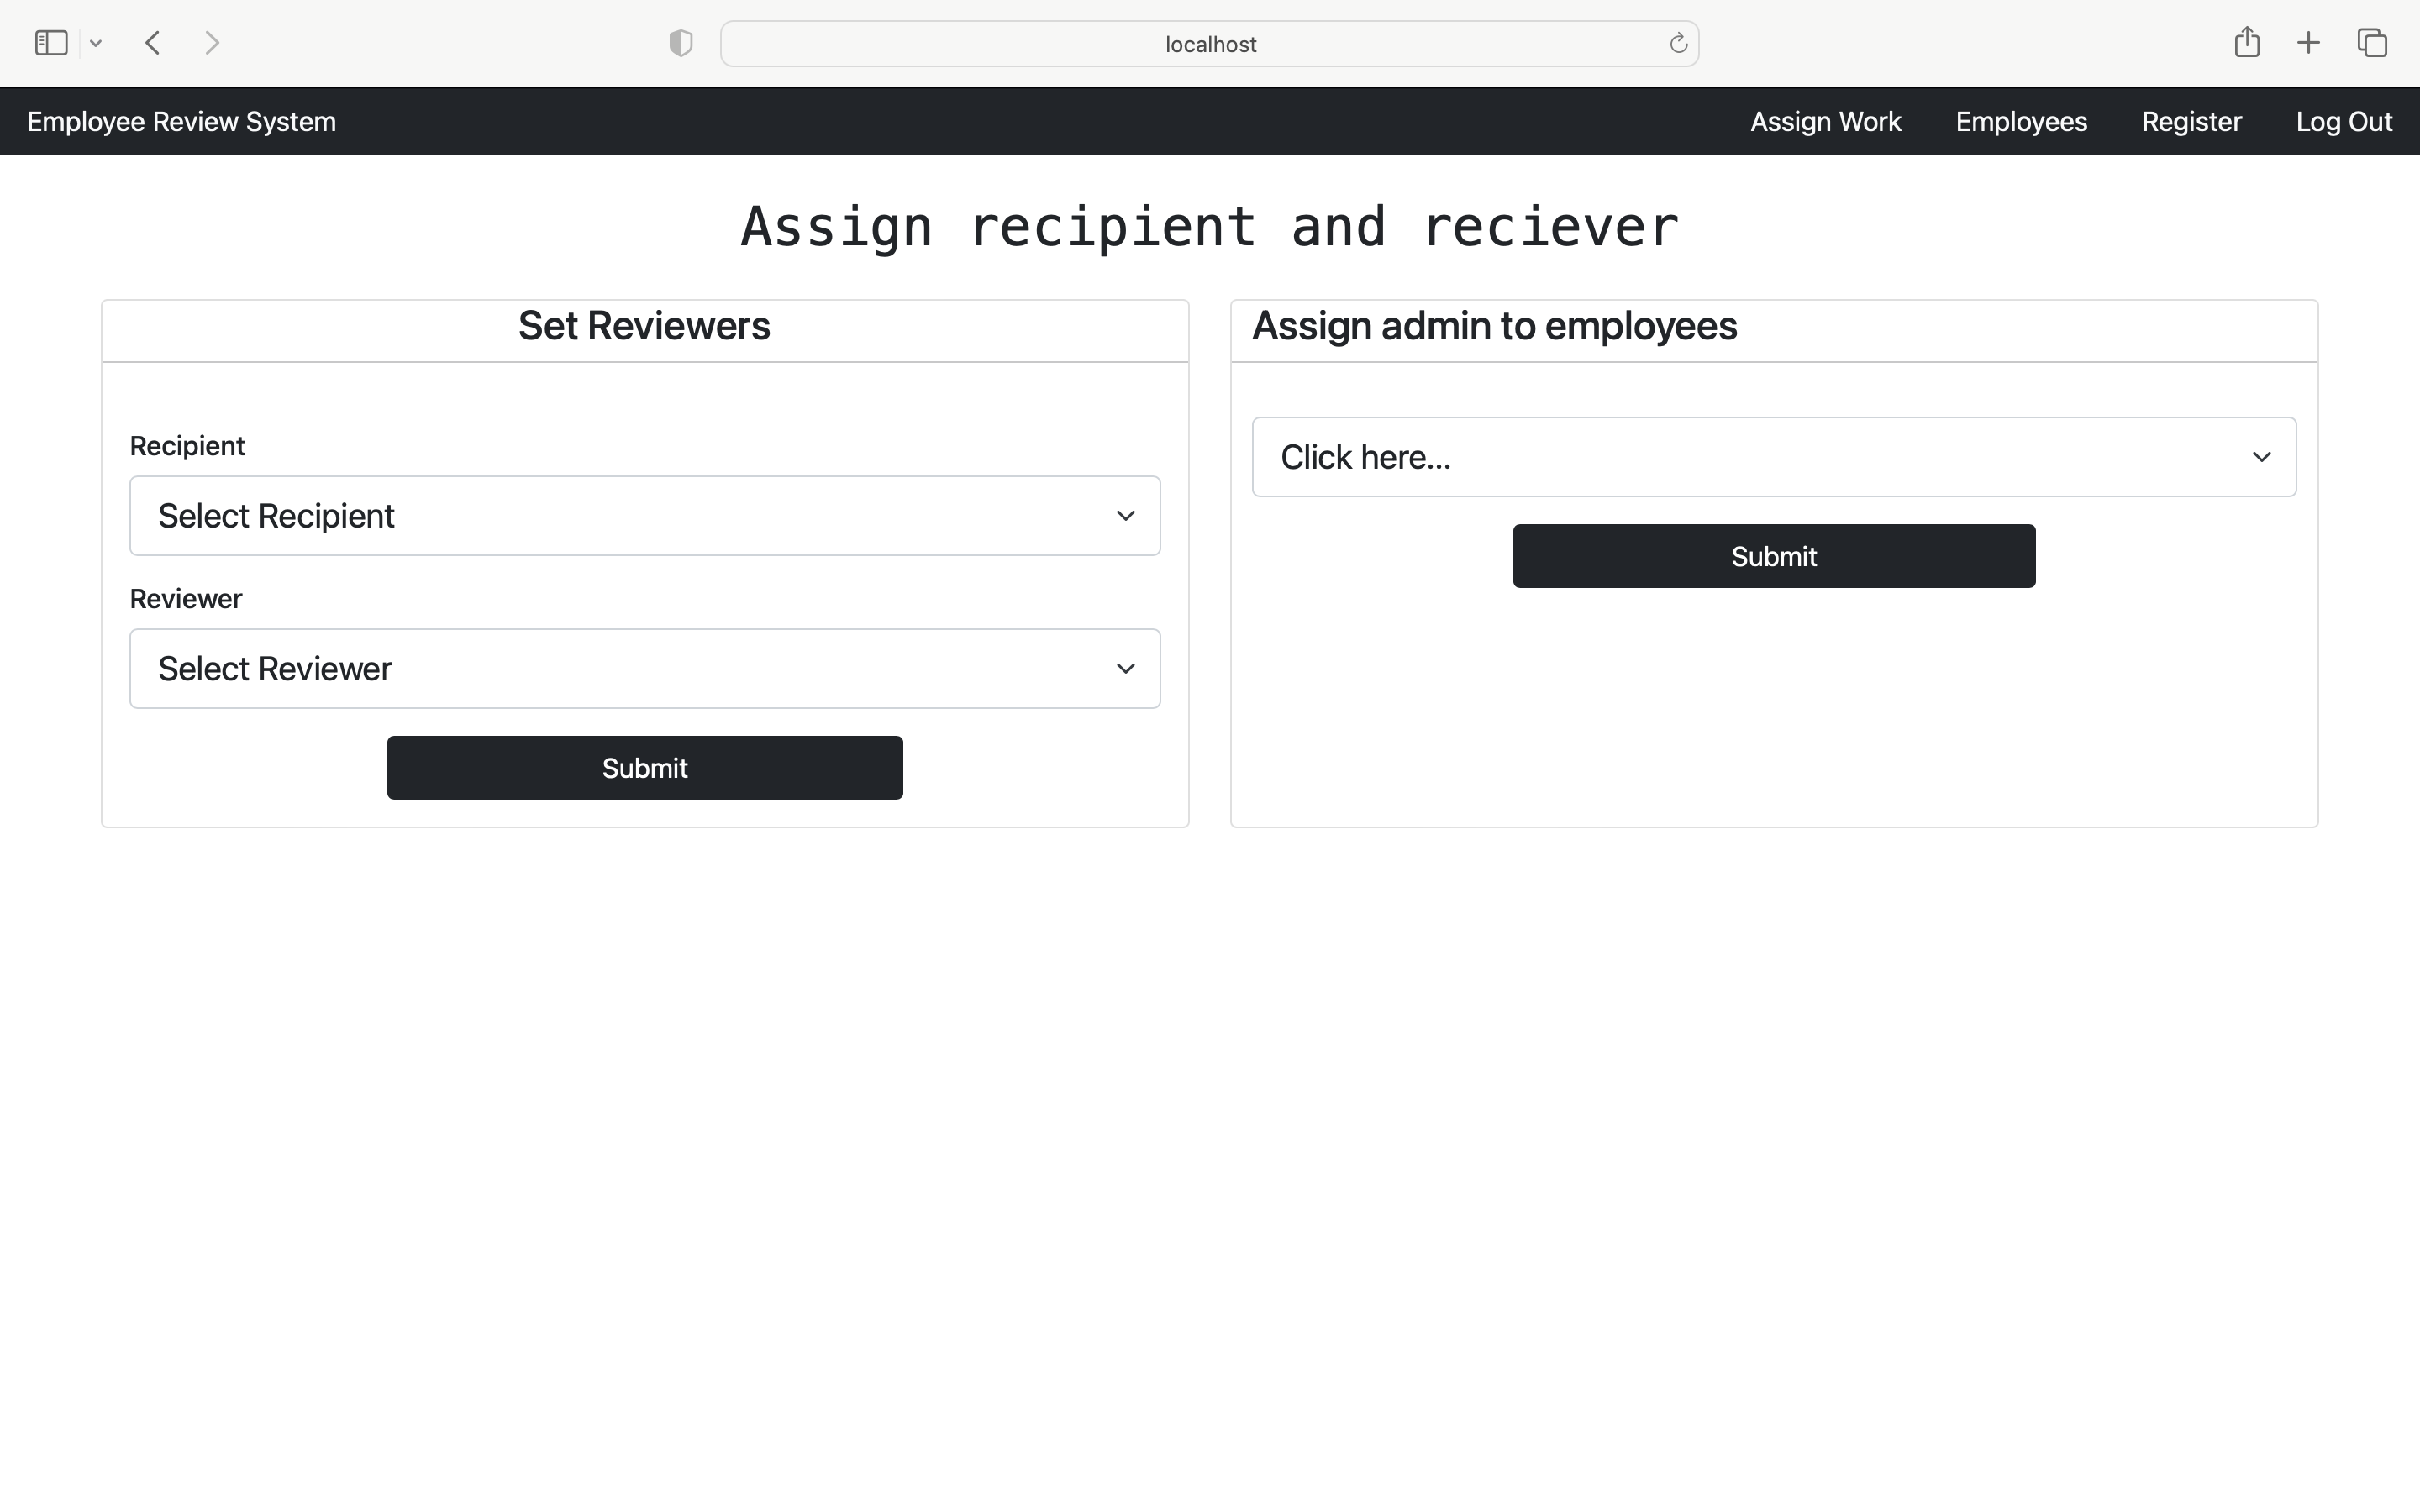 localhost
Employee Review System
Assign Work
Employees
Register
Log Out
Assign recipient and reciever
Set Reviewers
Recipient
Select Recipient
Reviewer
Select Reviewer
Submit
Assign admin to employees
Click here...
Submit